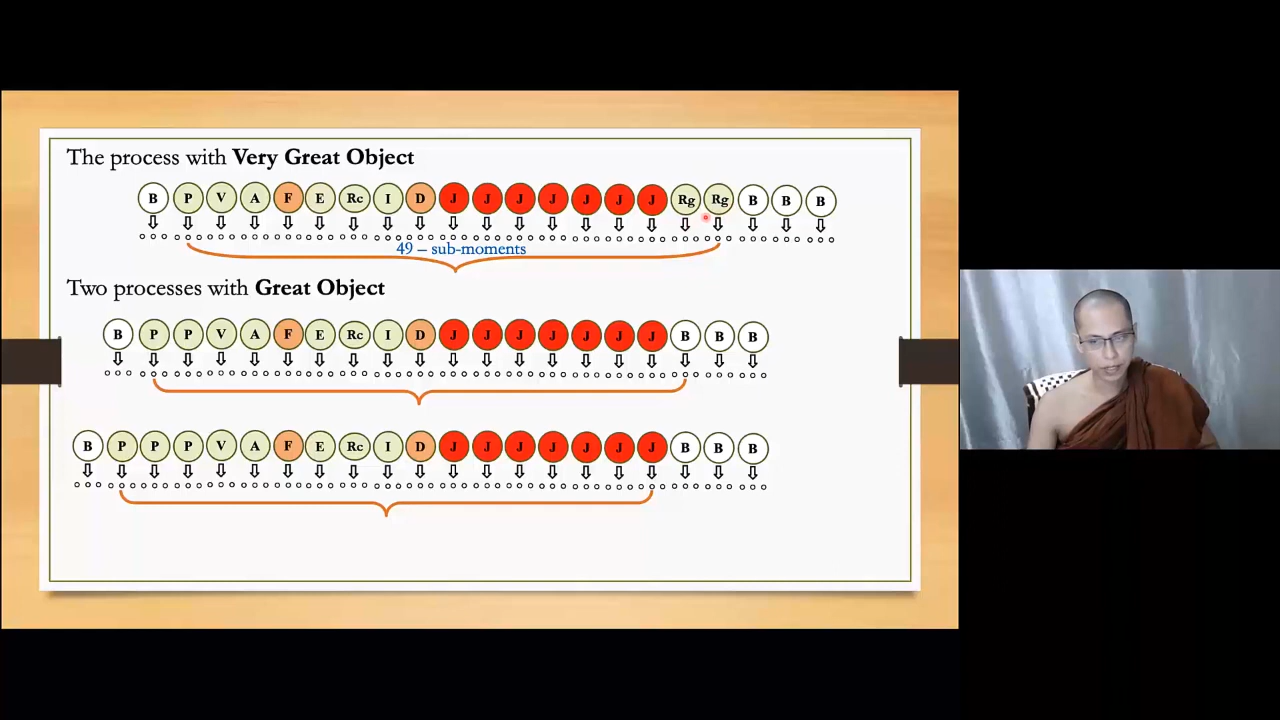 The process with Very Great Object
B P V A F E Rc I D J J J J J J J Rg Rg B B B
49 – sub-moments
Two processes with Great Object
B P P V A F E Rc I D J J J J J J J B B B
B P P P V A F E Rc I D J J J J J J J B B B